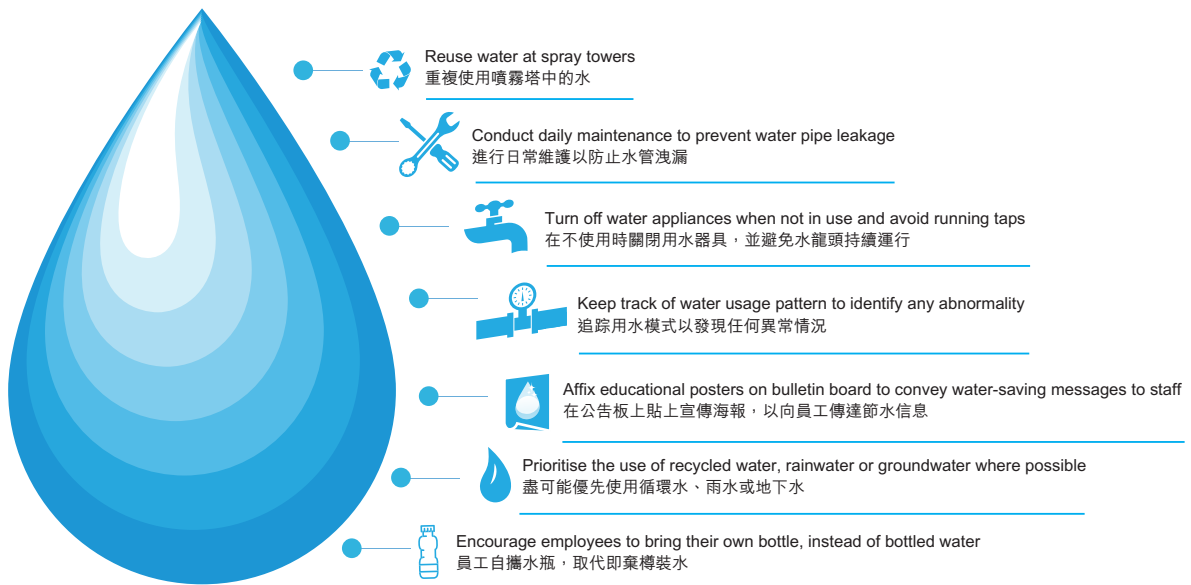 Reuse water at spray towers
重複使用噴霧塔中的水
Conduct daily maintenance to prevent water pipe leakage
進行日常維護以防止水管洩漏
Turn off water appliances when not in use and avoid running taps
在不使用時關閉用水器具，並避免水龍頭持續運行
Keep track of water usage pattern to identify any abnormality
追踪用水模式以發現任何異常情況
Affix educational posters on bulletin board to convey water-saving messages to staff
在公告板上貼上宣傳海報，以向員工傳達節水信息
Prioritise the use of recycled water, rainwater or groundwater where possible
盡可能優先使用循環水、雨水或地下水
Encourage employees to bring their own bottle, instead of bottled water
員工自攜水瓶，取代即棄樽裝水